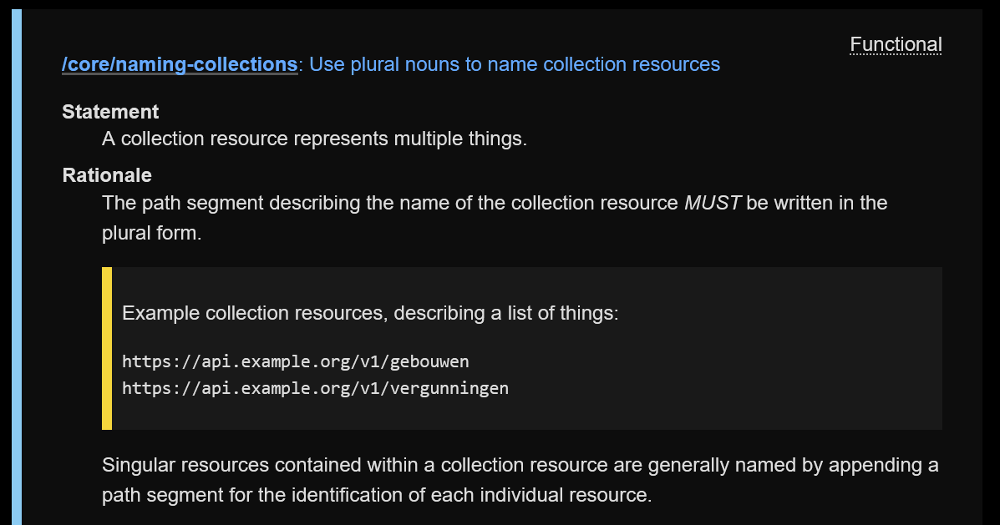 Functional
/core/naming-collections: Use plural nouns to name collection resources
Statement
A collection resource represents multiple things.
Rationale
The path segment describing the name of the collection resource MUST be written in the
plural form.
Example collection resources, describing a list of things:
https://api.example.org/v1/gebouwen
https://api.example.org/v1/vergunningen
Singular resources contained within a collection resource are generally named by appending a
path segment for the identification of each individual resource.